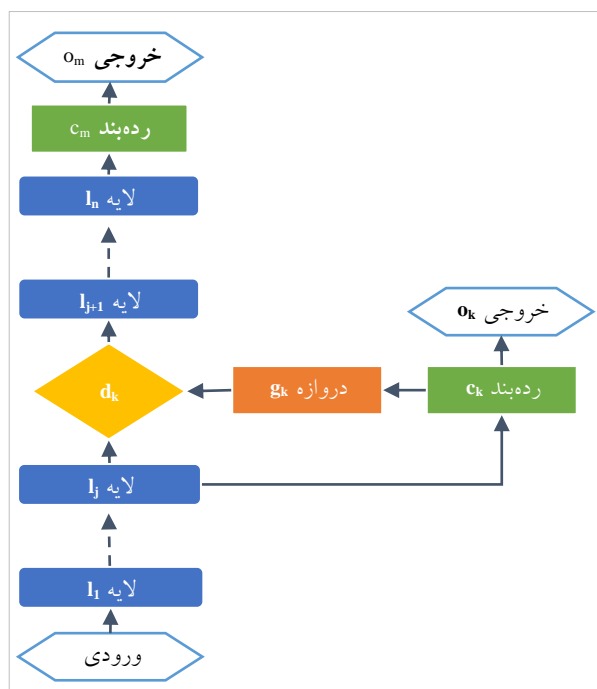 خروجی oₘ
رده‌بند cₘ
لایه lₙ
لایه lⱼ₊₁
خروجی oₖ
dₖ
دروازه gₖ
رده‌بند cₖ
لایه lⱼ
لایه l₁
ورودی